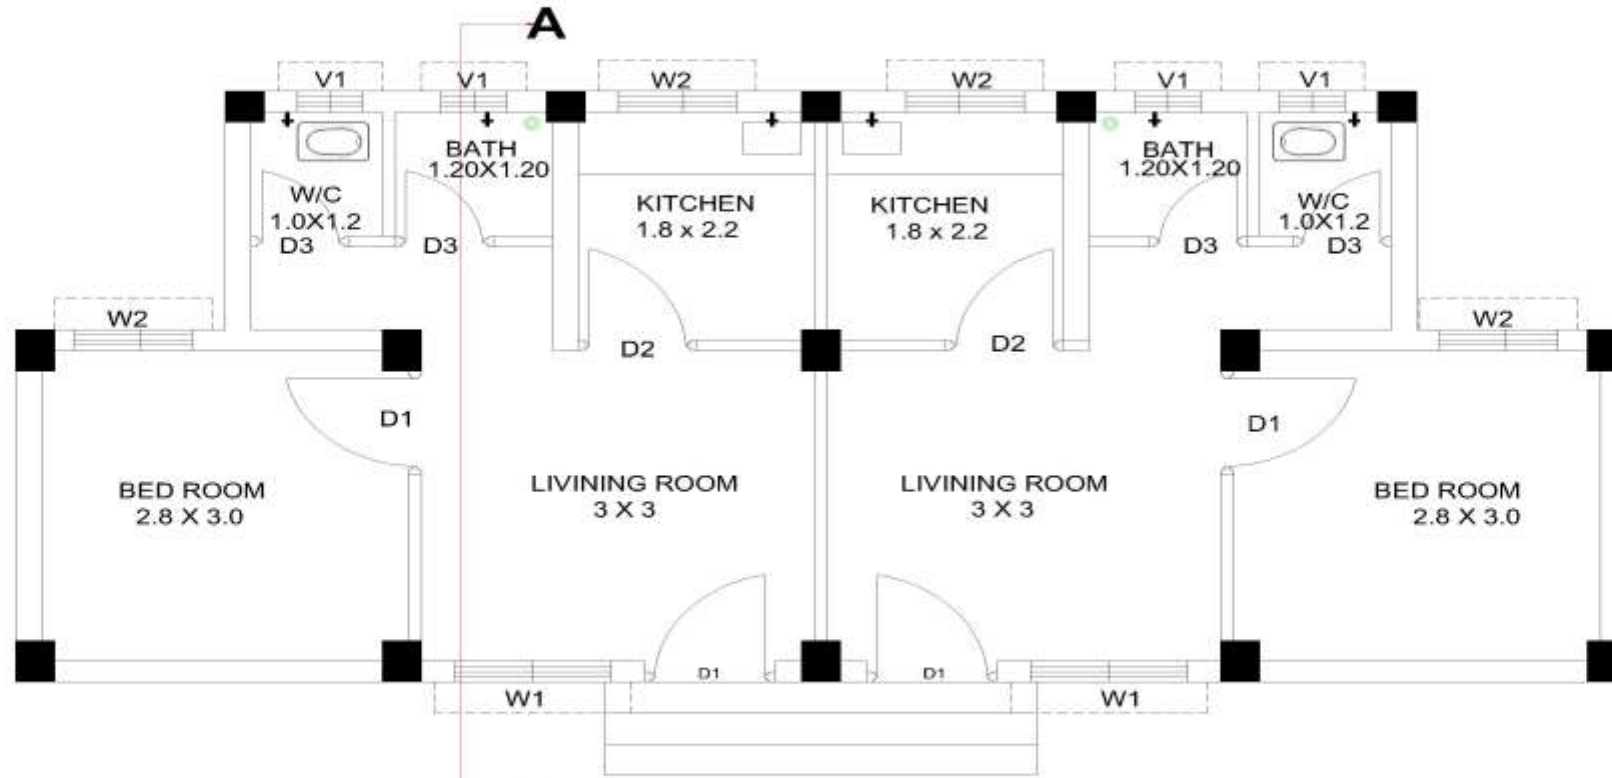 A
V1
V1
W2
W2
V1
V1
BATH
1.20X1.20
BATH
1.20X1.20
W/C
1.0X1.2
KITCHEN
1.8 x 2.2
KITCHEN
1.8 x 2.2
W/C
1.0X1.2
D3
D3
D3
D3
W2
W2
D2
D2
D1
D1
BED ROOM
2.8 X 3.0
LIVINING ROOM
3 X 3
LIVINING ROOM
3 X 3
BED ROOM
2.8 X 3.0
D1
D1
W1
W1